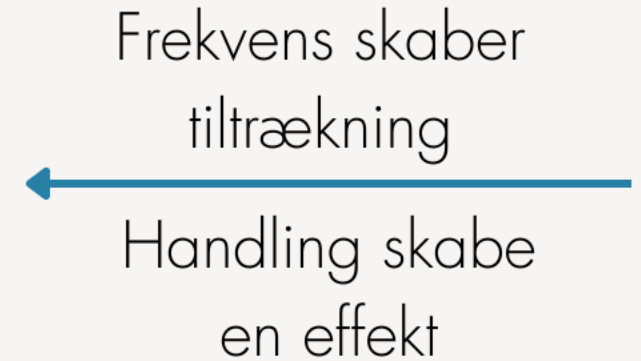 Frekvens skaber
tiltrækning
Handling skabe
en effekt